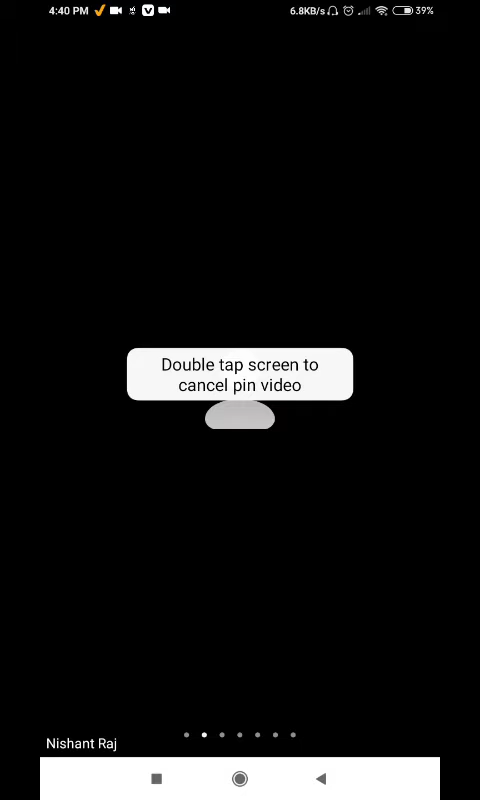 4:40 PM 6.8KB/s 39%
Double tap screen to
cancel pin video
Nishant Raj